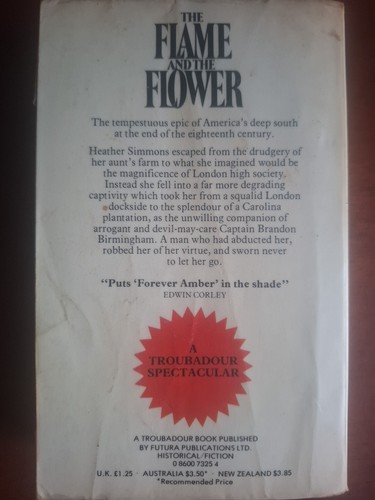 THE
FLAME
AND THE
FLOWER
The tempestuous epic of America's deep south
at the end of the eighteenth century.
Heather Simmons escaped from the drudgery of
her aunt's farm to what she imagined would be
the magnificence of London high society.
Instead she fell into a far more degrading
captivity which took her from a squalid London
dockside to the splendour of a Carolina
plantation, as the unwilling companion of
arrogant and devil-may-care Captain Brandon
Birmingham. A man who had abducted her,
robbed her of her virtue, and sworn never
to let her go.
"Puts 'Forever Amber' in the shade"
EDWIN CORLEY
A
TROUBADOUR
SPECTACULAR
A TROUBADOUR BOOK PUBLISHED
BY FUTURA PUBLICATIONS LTD.
HISTORICAL/FICTION
0 8600 7325 4
U.K. £1.25 · AUSTRALIA $3.50* · NEW ZEALAND $3.85
*Recommended Price